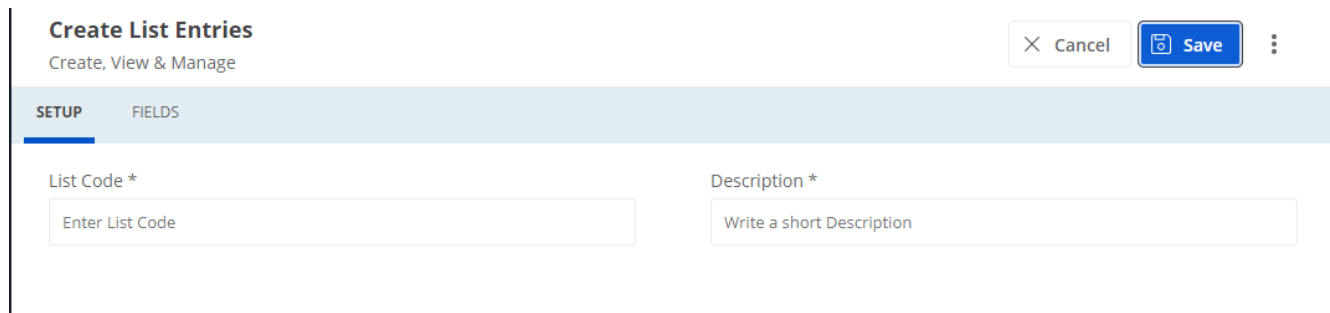 Create List Entries
Create, View & Manage
Cancel
Save
SETUP
FIELDS
List Code *
Description *
Enter List Code
Write a short Description